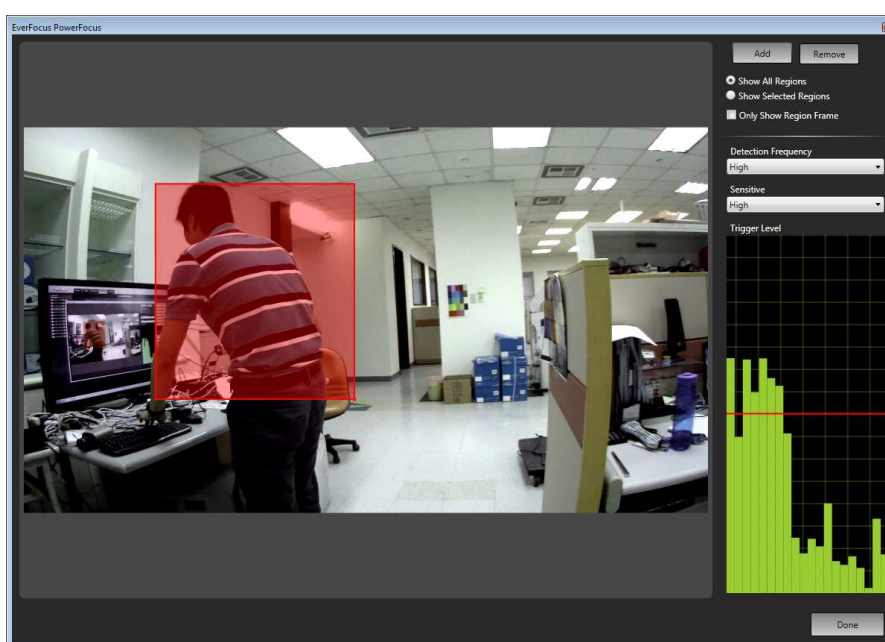 EverFocus PowerFocus
Add
Remove
Show All Regions
Show Selected Regions
Only Show Region Frame
Detection Frequency
High
Sensitive
High
Trigger Level
Done